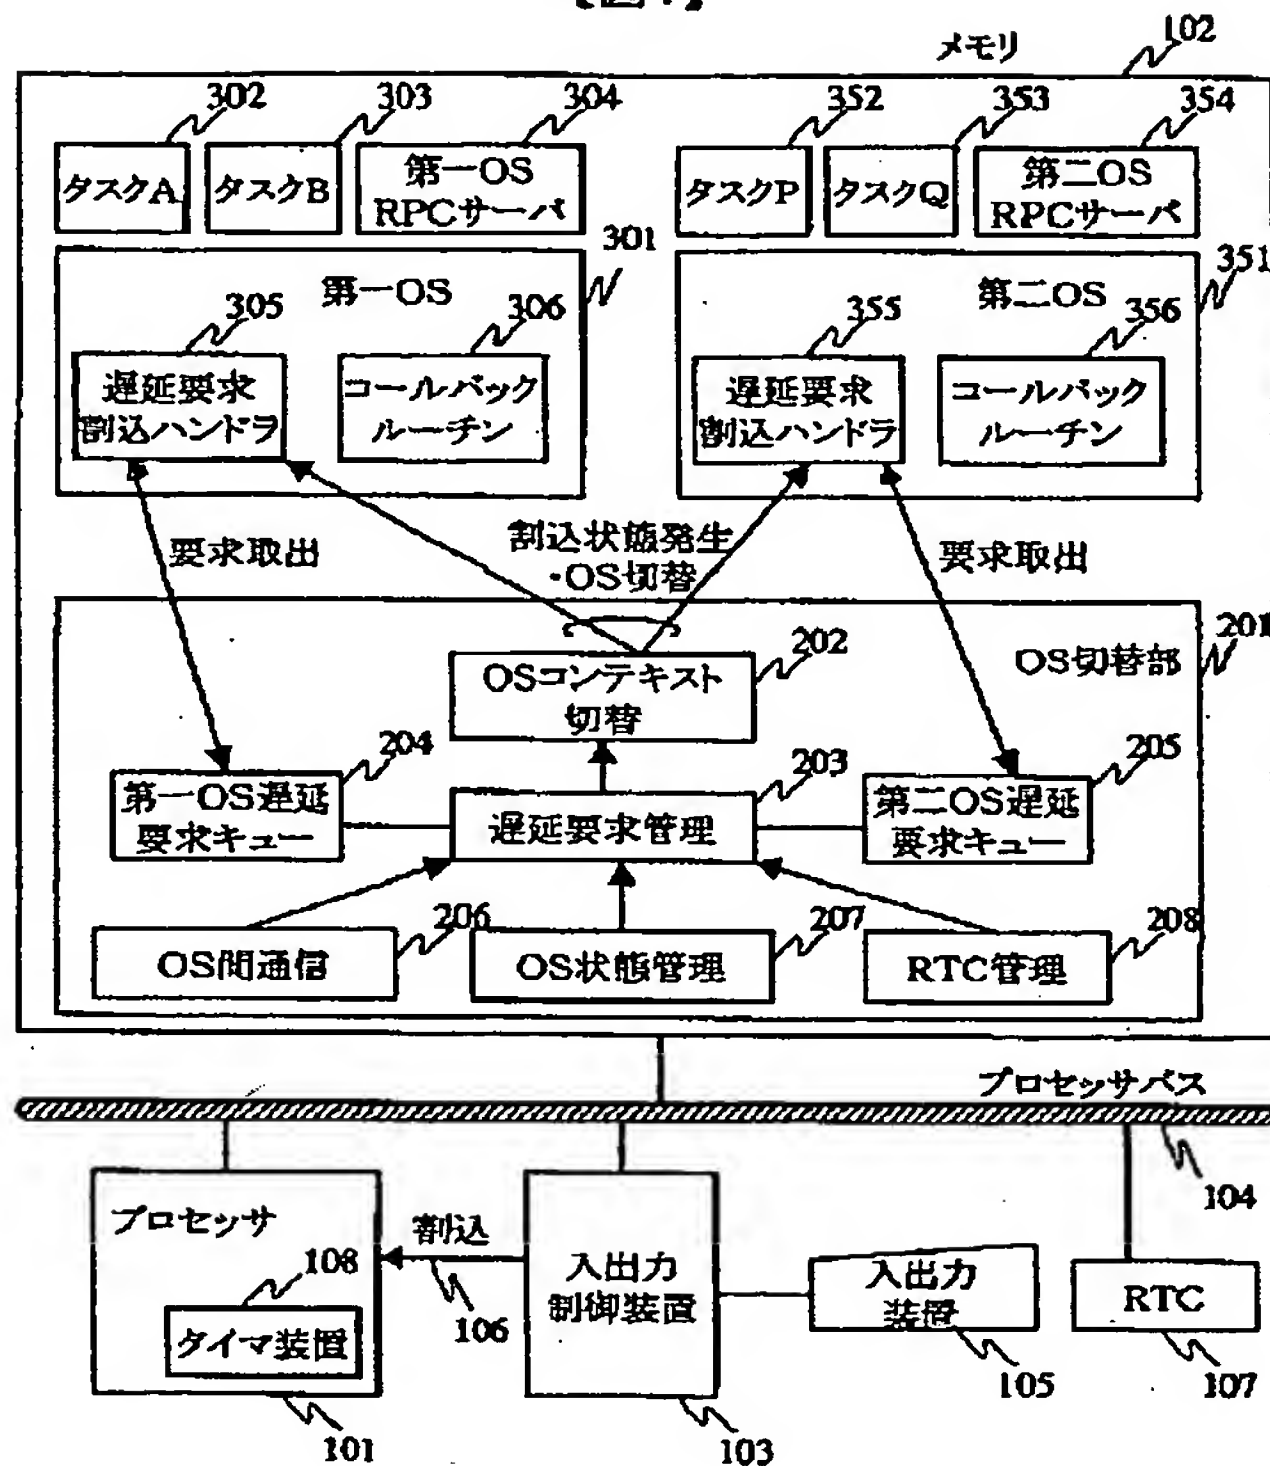 メモリ
102
302
303
304
352
353
354
タスクA
タスクB
第一OS
RPCサーバ
タスクP
タスクQ
第二OS
RPCサーバ
301
351
第一OS
第二OS
305
306
355
356
遅延要求
割込ハンドラ
コールバック
ルーチン
遅延要求
割込ハンドラ
コールバック
ルーチン
要求取出
割込状態発生
・OS切替
要求取出
201
OS切替部
202
OSコンテキスト
切替
204
203
205
第一OS遅延
要求キュー
遅延要求管理
第二OS遅延
要求キュー
206
207
208
OS間通信
OS状態管理
RTC管理
プロセッサバス
104
プロセッサ
割込
106
108
タイマ装置
入出力
制御装置
入出力
装置
RTC
105
107
101
103